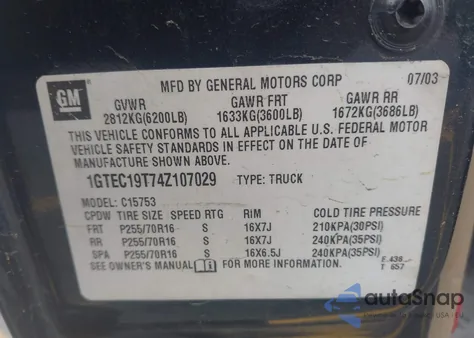 GM
MFD BY GENERAL MOTORS CORP 07/03
GVWR GAWR FRT GAWR RR
2812KG(6200LB) 1633KG(3600LB) 1672KG(3686LB)
THIS VEHICLE CONFORMS TO ALL APPLICABLE U.S. FEDERAL MOTOR
VEHICLE SAFETY STANDARDS IN EFFECT ON THE DATE OF
MANUFACTURE SHOWN ABOVE.
1GTEC19T74Z107029 TYPE: TRUCK
MODEL: C15753
CPDW TIRE SIZE SPEED RTG RIM COLD TIRE PRESSURE
FRT P255/70R16 S 16X7J 210KPA(30PSI)
RR P255/70R16 S 16X7J 240KPA(35PSI)
SPA P255/70R16 S 16X6.5J 240KPA(35PSI)
SEE OWNER'S MANUAL FOR MORE INFORMATION. F 438
T 657
autoSnap